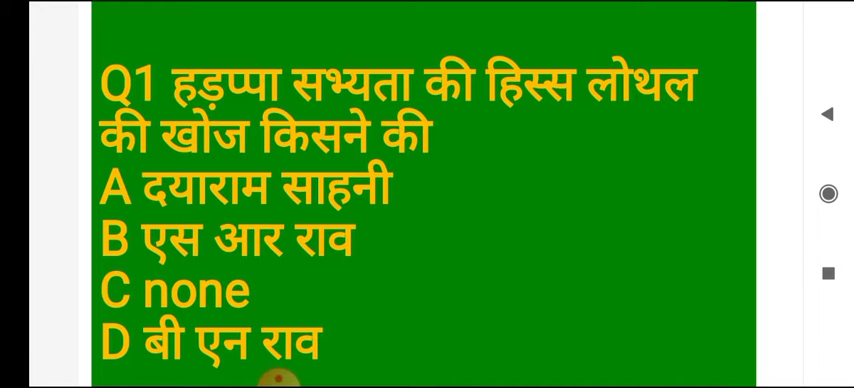 Q1 हड़प्पा सभ्यता की हिस्स लोथल
की खोज किसने की
A दयाराम साहनी
B एस आर राव
C none
D बी एन राव